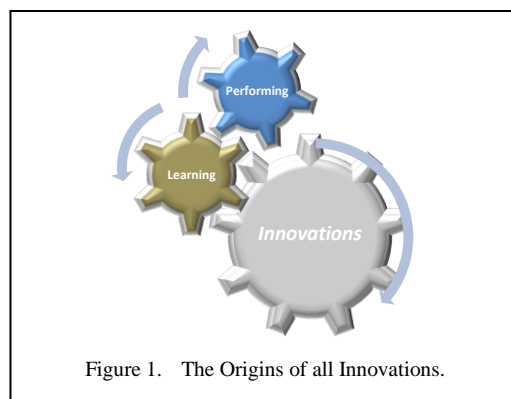 Performing
Learning
Innovations
Figure 1. The Origins of all Innovations.